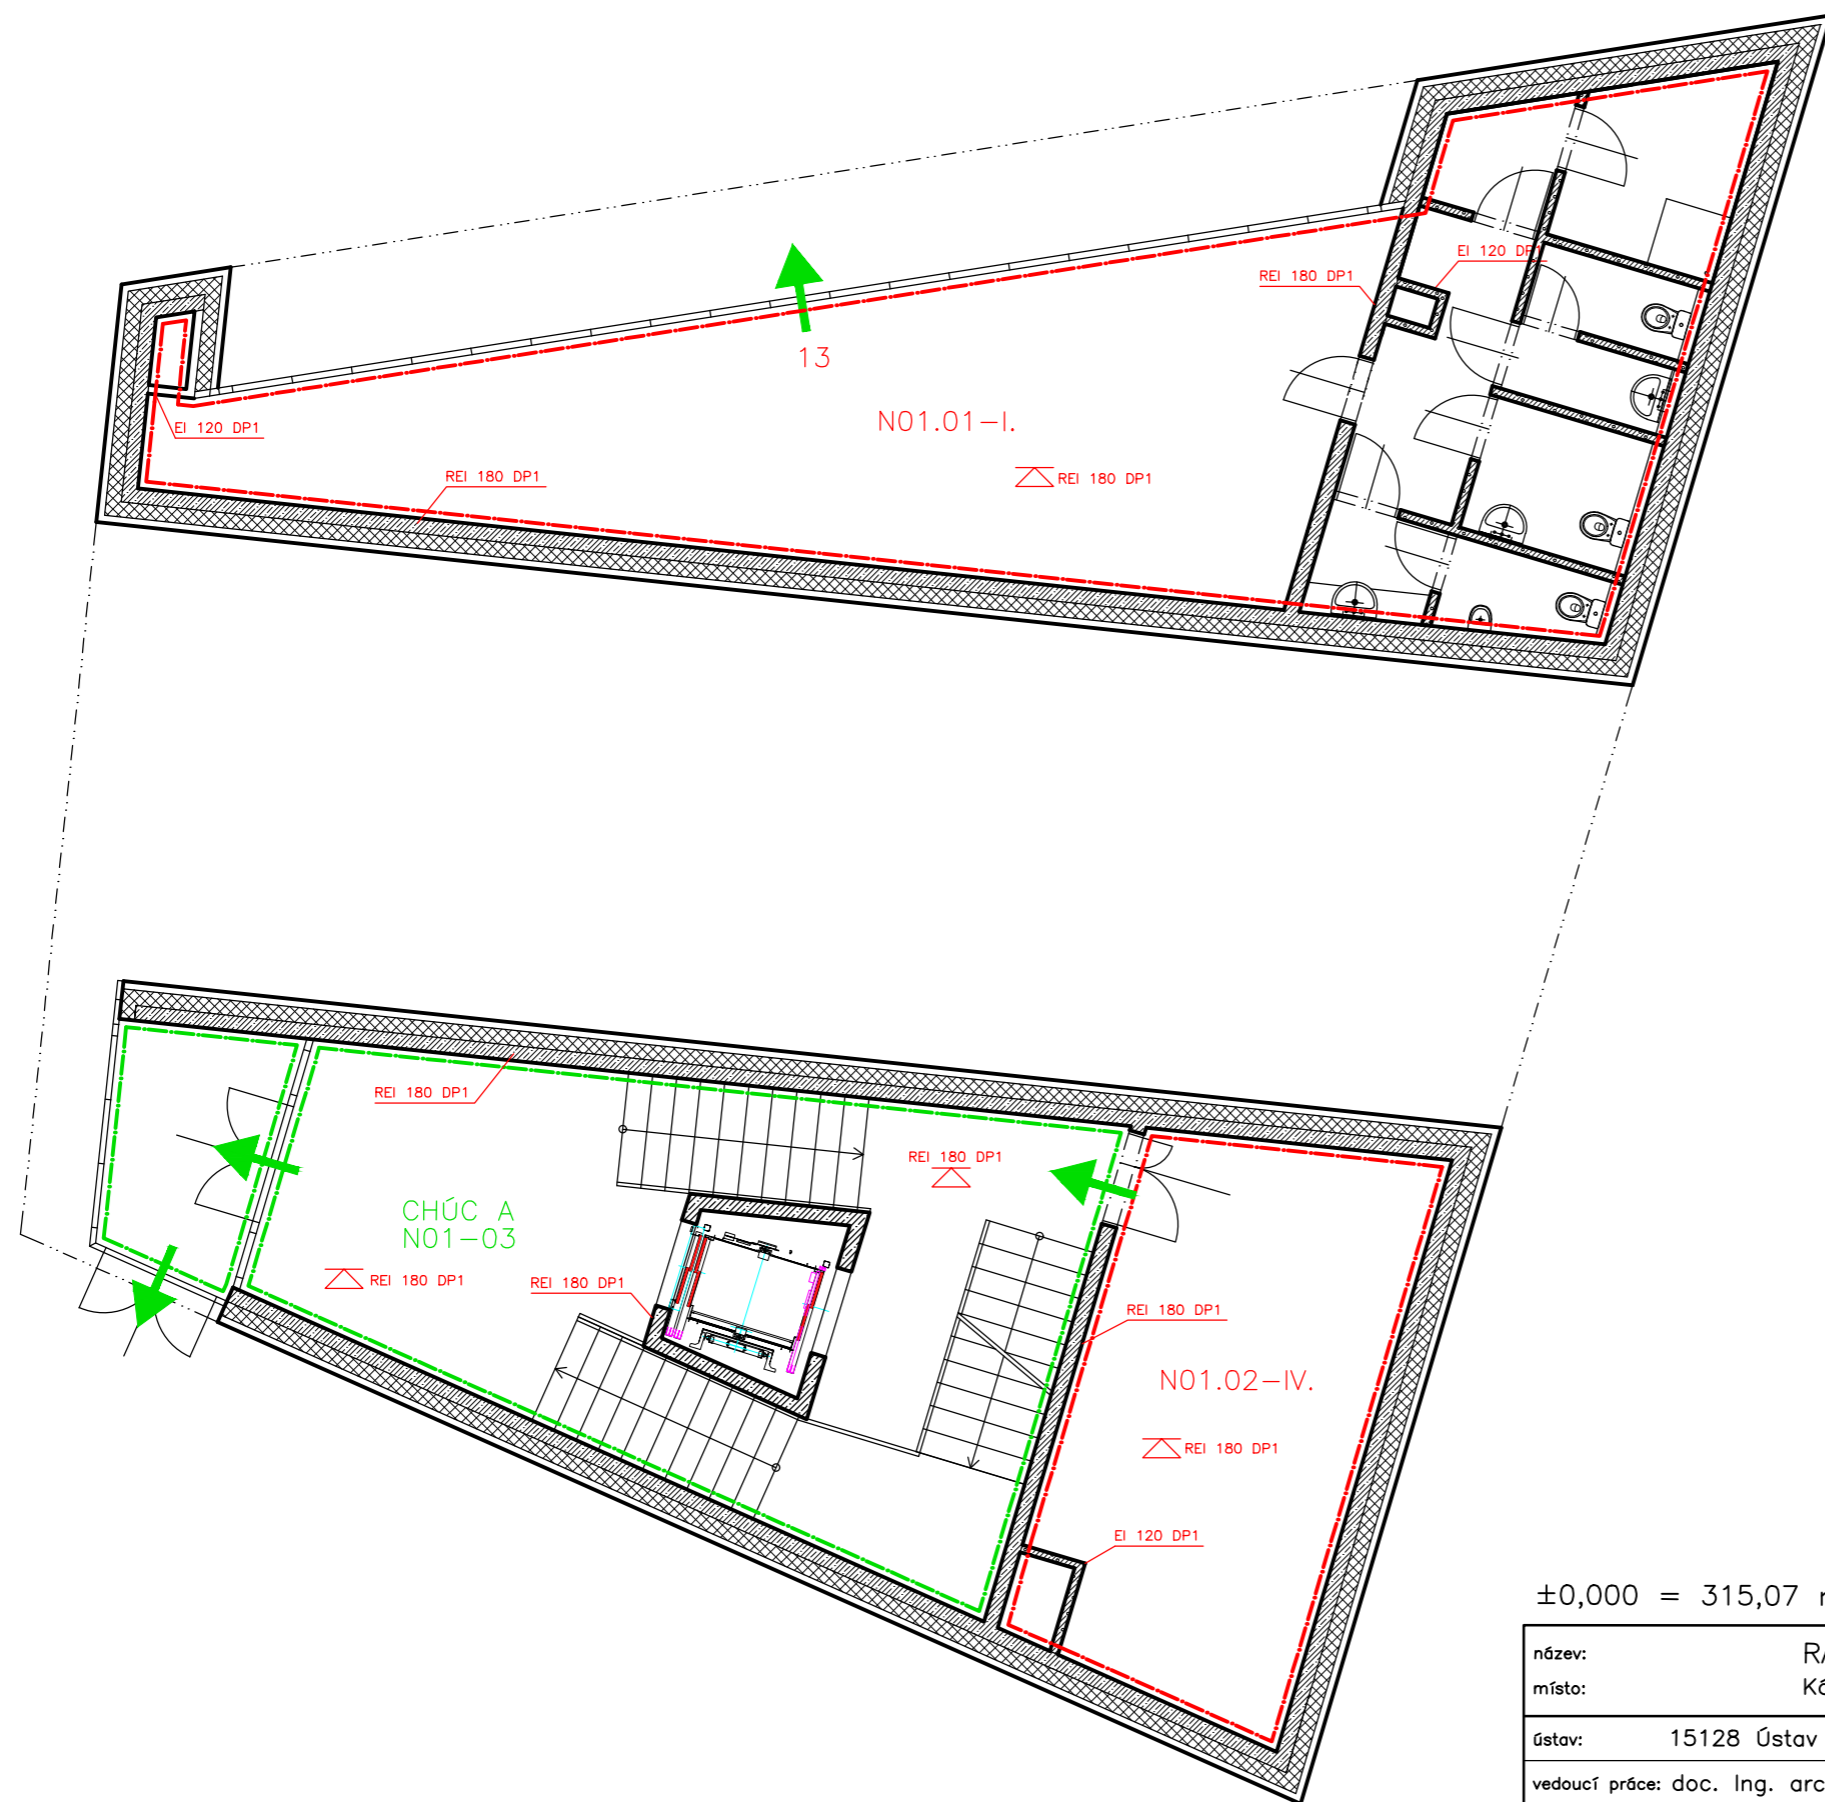 EI 120 DP1
REI 180 DP1
13
N01.01-I.
EI 120 DP1
REI 180 DP1
REI 180 DP1
REI 180 DP1
REI 180 DP1
CHÚC A
N01-03
REI 180 DP1
REI 180 DP1
REI 180 DP1
REI 180 DP1
N01.02-IV.
REI 180 DP1
EI 120 DP1
±0,000 = 315,07
název:
místo:
ústav: 15128 Ústav
vedoucí práce: doc. Ing.